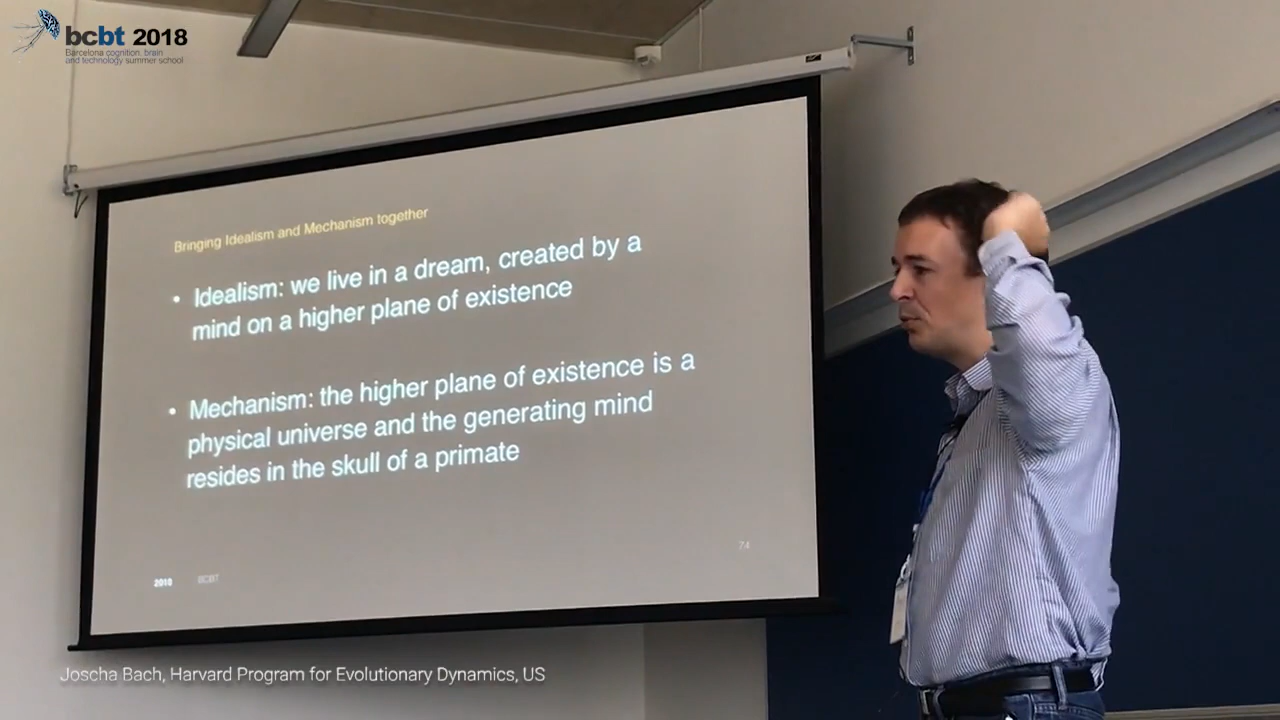 bcbt 2018
Barcelona cognition, brain
and technology summer school
Bringing Idealism and Mechanism together
• Idealism: we live in a dream, created by a
mind on a higher plane of existence
• Mechanism: the higher plane of existence is a
physical universe and the generating mind
resides in the skull of a primate
74
2010 BCBT
Joscha Bach, Harvard Program for Evolutionary Dynamics, US